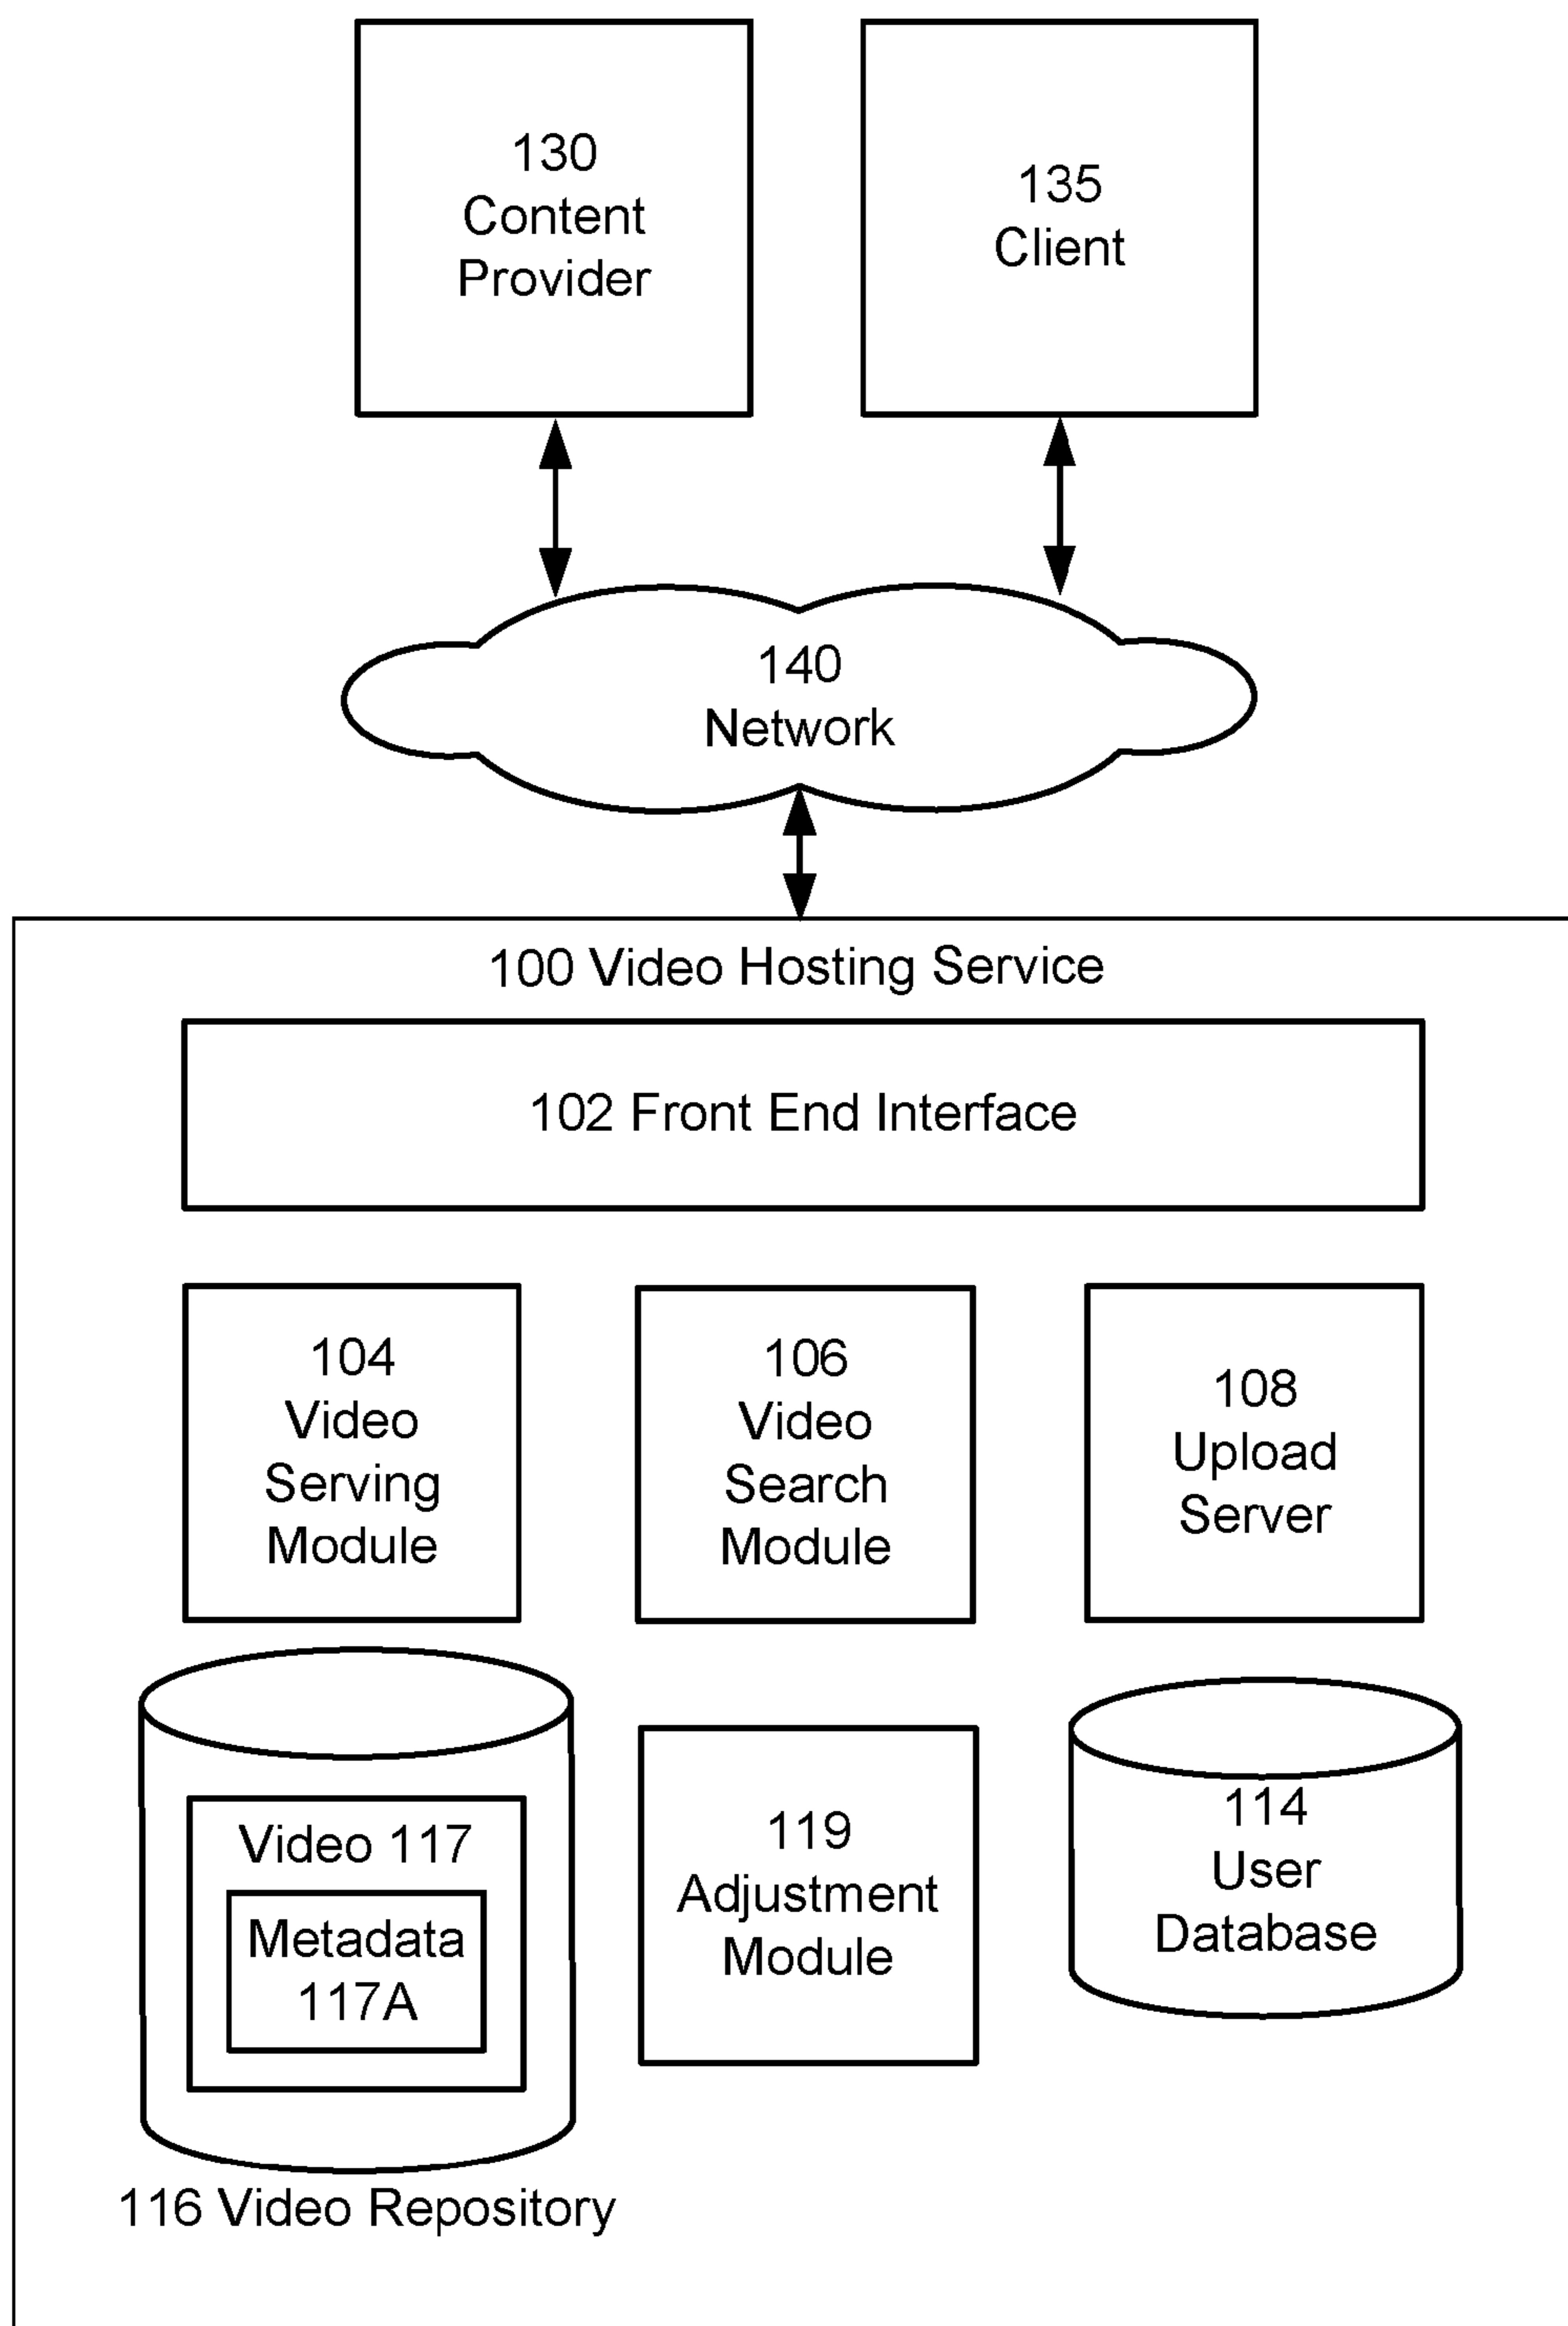 130
Content
Provider
135
Client
140
Network
100 Video Hosting Service
102 Front End Interface
104
Video
Serving
Module
106
Video
Search
Module
108
Upload
Server
Video 117
Metadata
117A
119
Adjustment
Module
114
User
Database
116 Video Repository